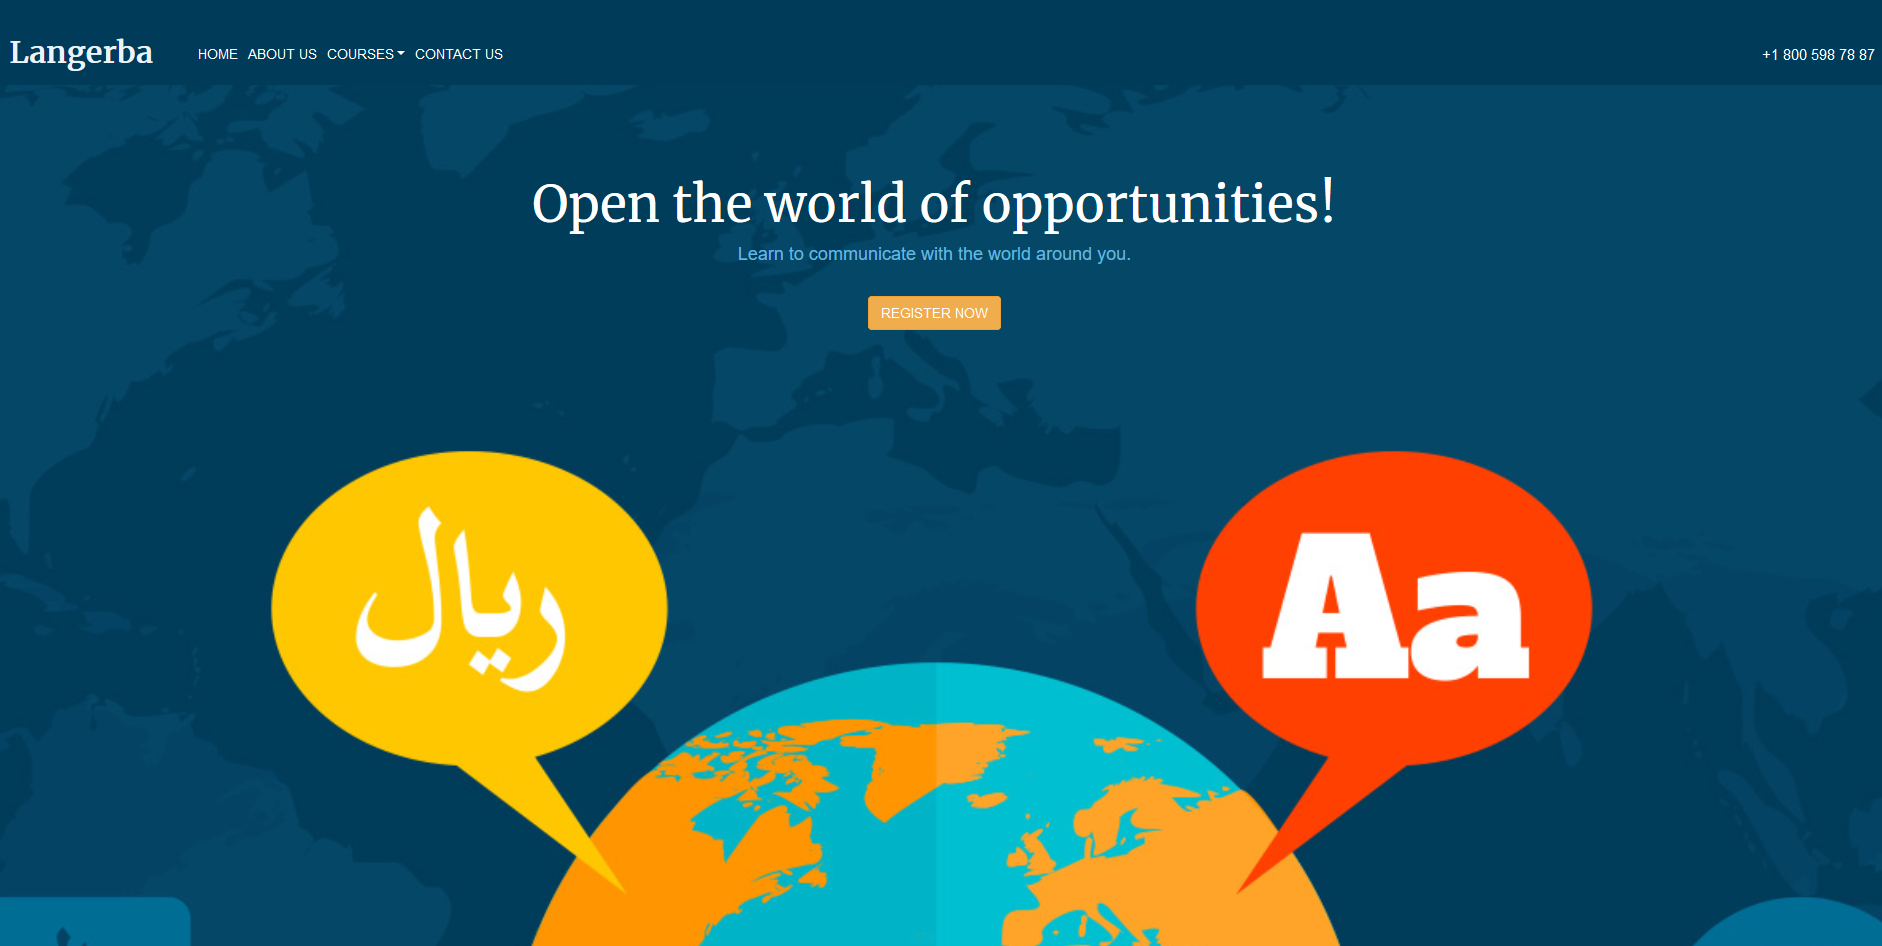 Langerba
HOME ABOUT US COURSES CONTACT US
+1 800 598 78 87
Open the world of opportunities!
Learn to communicate with the world around you.
REGISTER NOW
ريال
Aa